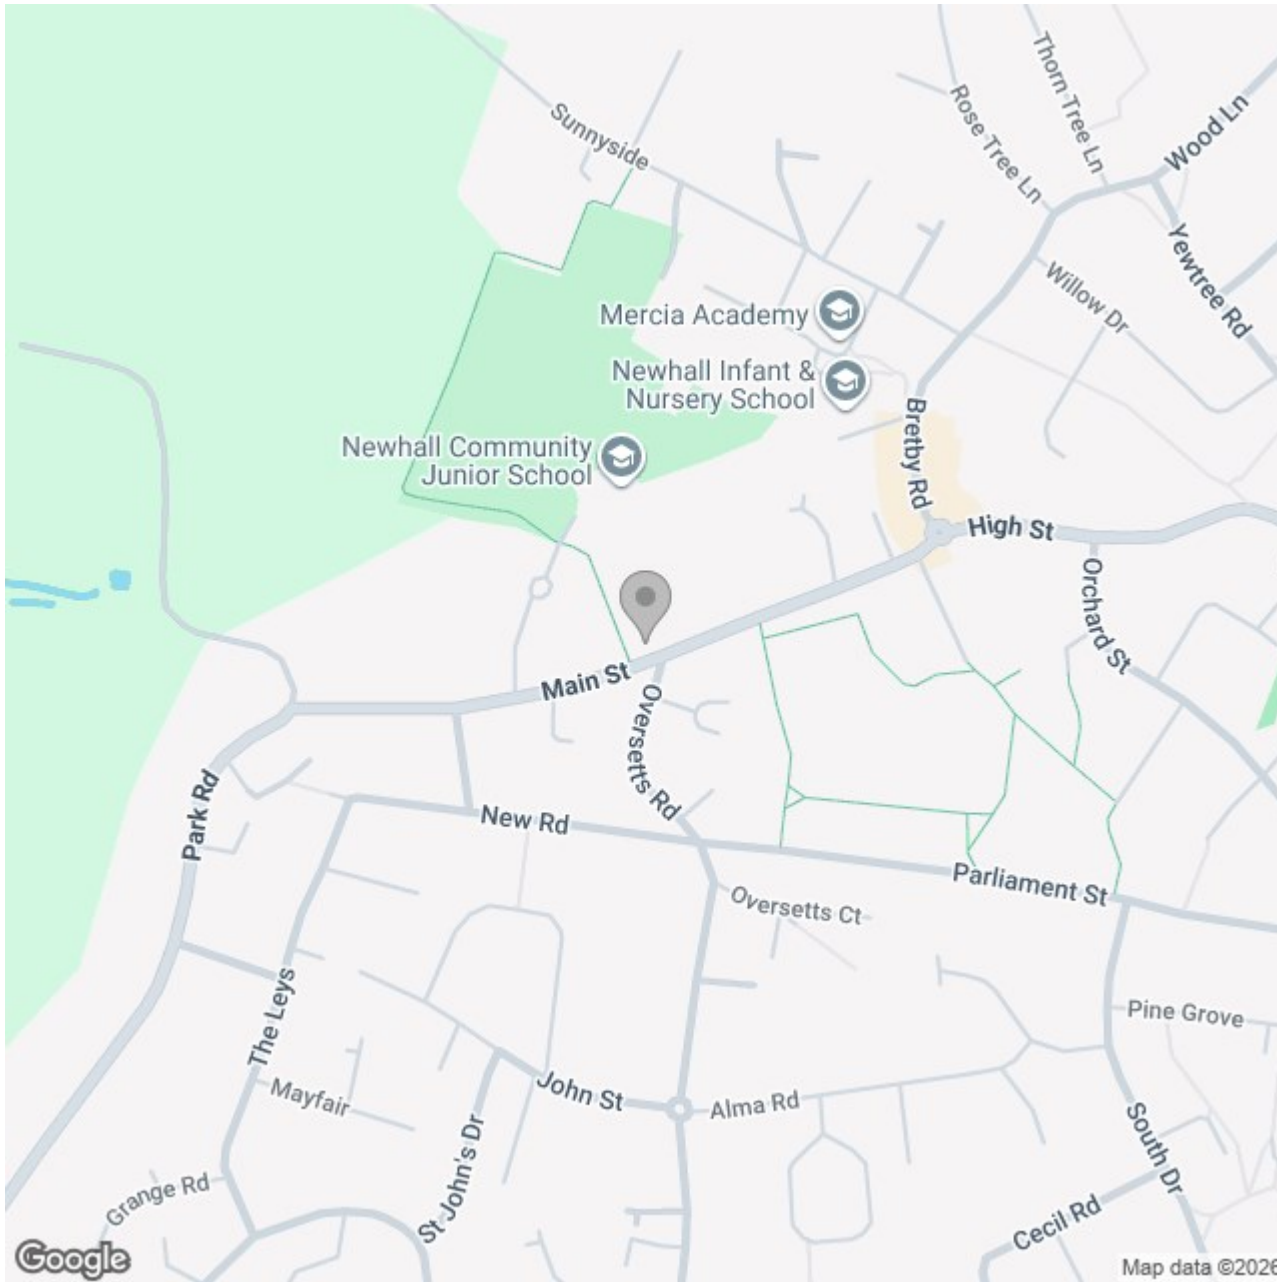 Sunnyside
Thorn Tree Ln
Rose Tree Ln
Wood Ln
Yewtree Rd
Willow Dr
Mercia Academy
Newhall Infant &
Nursery School
Bretby Rd
Newhall Community
Junior School
High St
Orchard St
Main St
Oversetts Rd
Park Rd
New Rd
Parliament St
Oversetts Ct
The Leys
Pine Grove
Mayfair
John St
Alma Rd
St John's Dr
South Dr
Grange Rd
Cecil Rd
Google
Map data ©2026